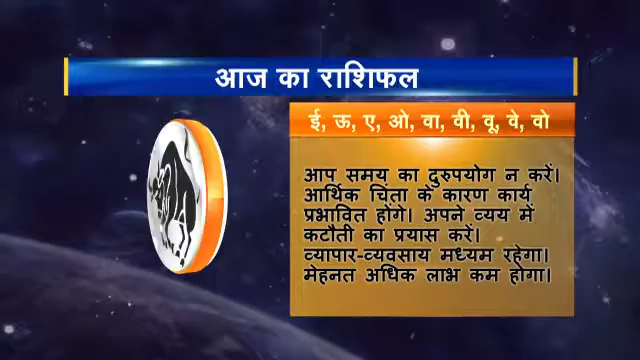 आज का राशिफल
ई, ऊ, ए, ओ, वा, वी, वू, वे, वो
आप समय का दुरुपयोग न करें।
आर्थिक चिंता के कारण कार्य
प्रभावित होंगे। अपने व्यय में
कटौती का प्रयास करें।
व्यापार-व्यवसाय मध्यम रहेगा।
मेहनत अधिक लाभ कम होगा।